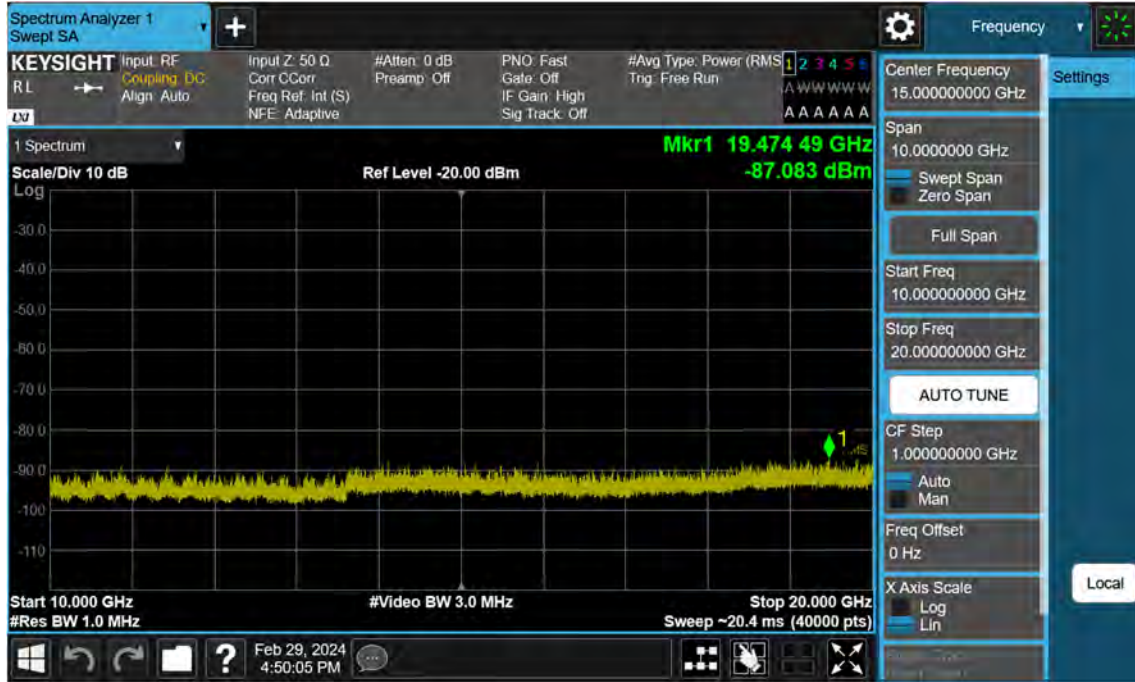 Spectrum Analyzer 1
Swept SA
Frequency
KEYSIGHT
RL
LXI
Input: RF
Coupling: DC
Align: Auto
Input Z: 50 Ω
Corr CCorr
Freq Ref: Int (S)
NFE: Adaptive
#Atten: 0 dB
Preamp: Off
PNO: Fast
Gate: Off
IF Gain: High
Sig Track: Off
#Avg Type: Power (RMS
Trig: Free Run
1 2 3 4 5 6
A W W W W W
A A A A A A
1 Spectrum
Scale/Div 10 dB
Log
Ref Level -20.00 dBm
Mkr1 19.474 49 GHz
-87.083 dBm
-30.0
-40.0
-50.0
-60.0
-70.0
-80.0
-90.0
-100
-110
1
Start 10.000 GHz
#Res BW 1.0 MHz
#Video BW 3.0 MHz
Stop 20.000 GHz
Sweep ~20.4 ms (40000 pts)
Center Frequency
15.000000000 GHz
Span
10.0000000 GHz
Swept Span
Zero Span
Full Span
Start Freq
10.000000000 GHz
Stop Freq
20.000000000 GHz
AUTO TUNE
CF Step
1.000000000 GHz
Auto
Man
Freq Offset
0 Hz
X Axis Scale
Log
Lin
Settings
Local
?
Feb 29, 2024
4:50:05 PM